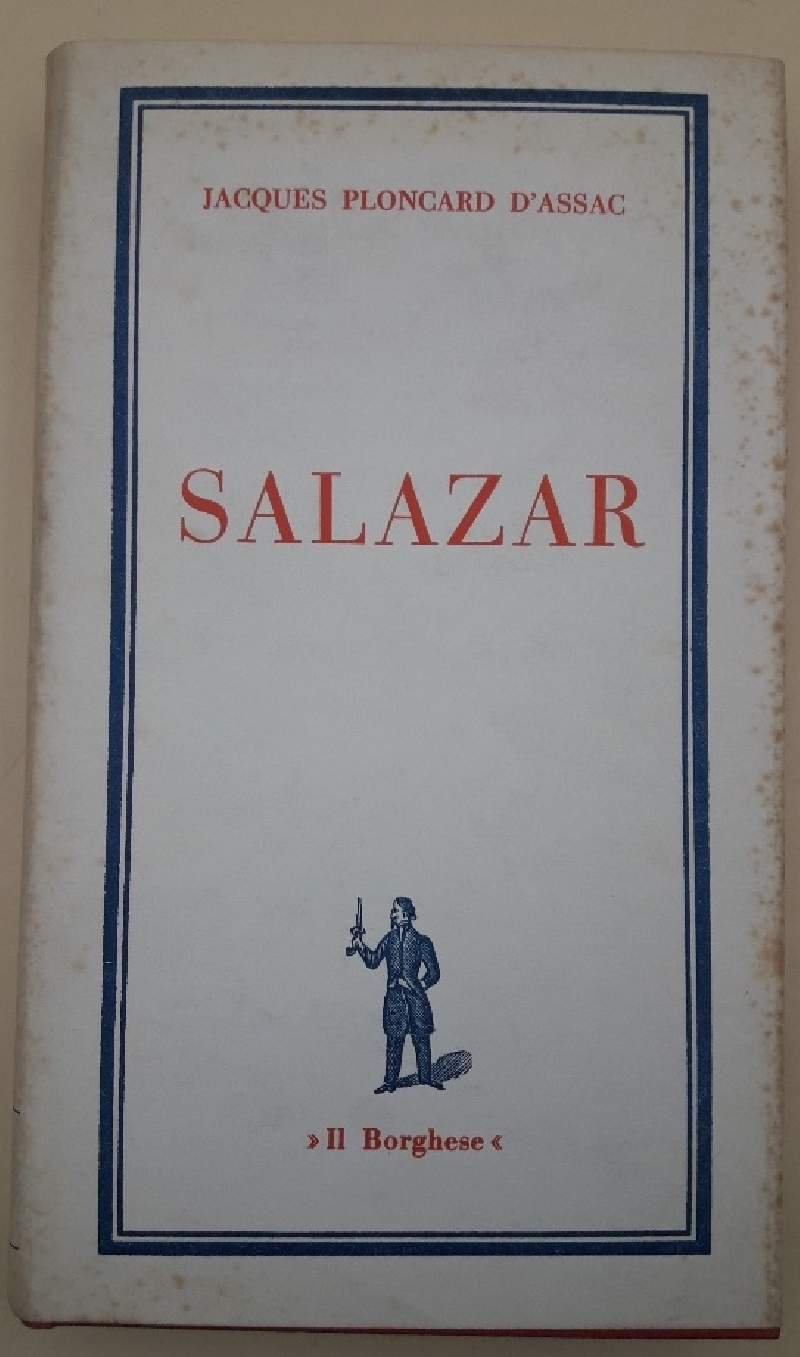 JACQUES PLONCARD D'ASSAC
SALAZAR
» Il Borghese «